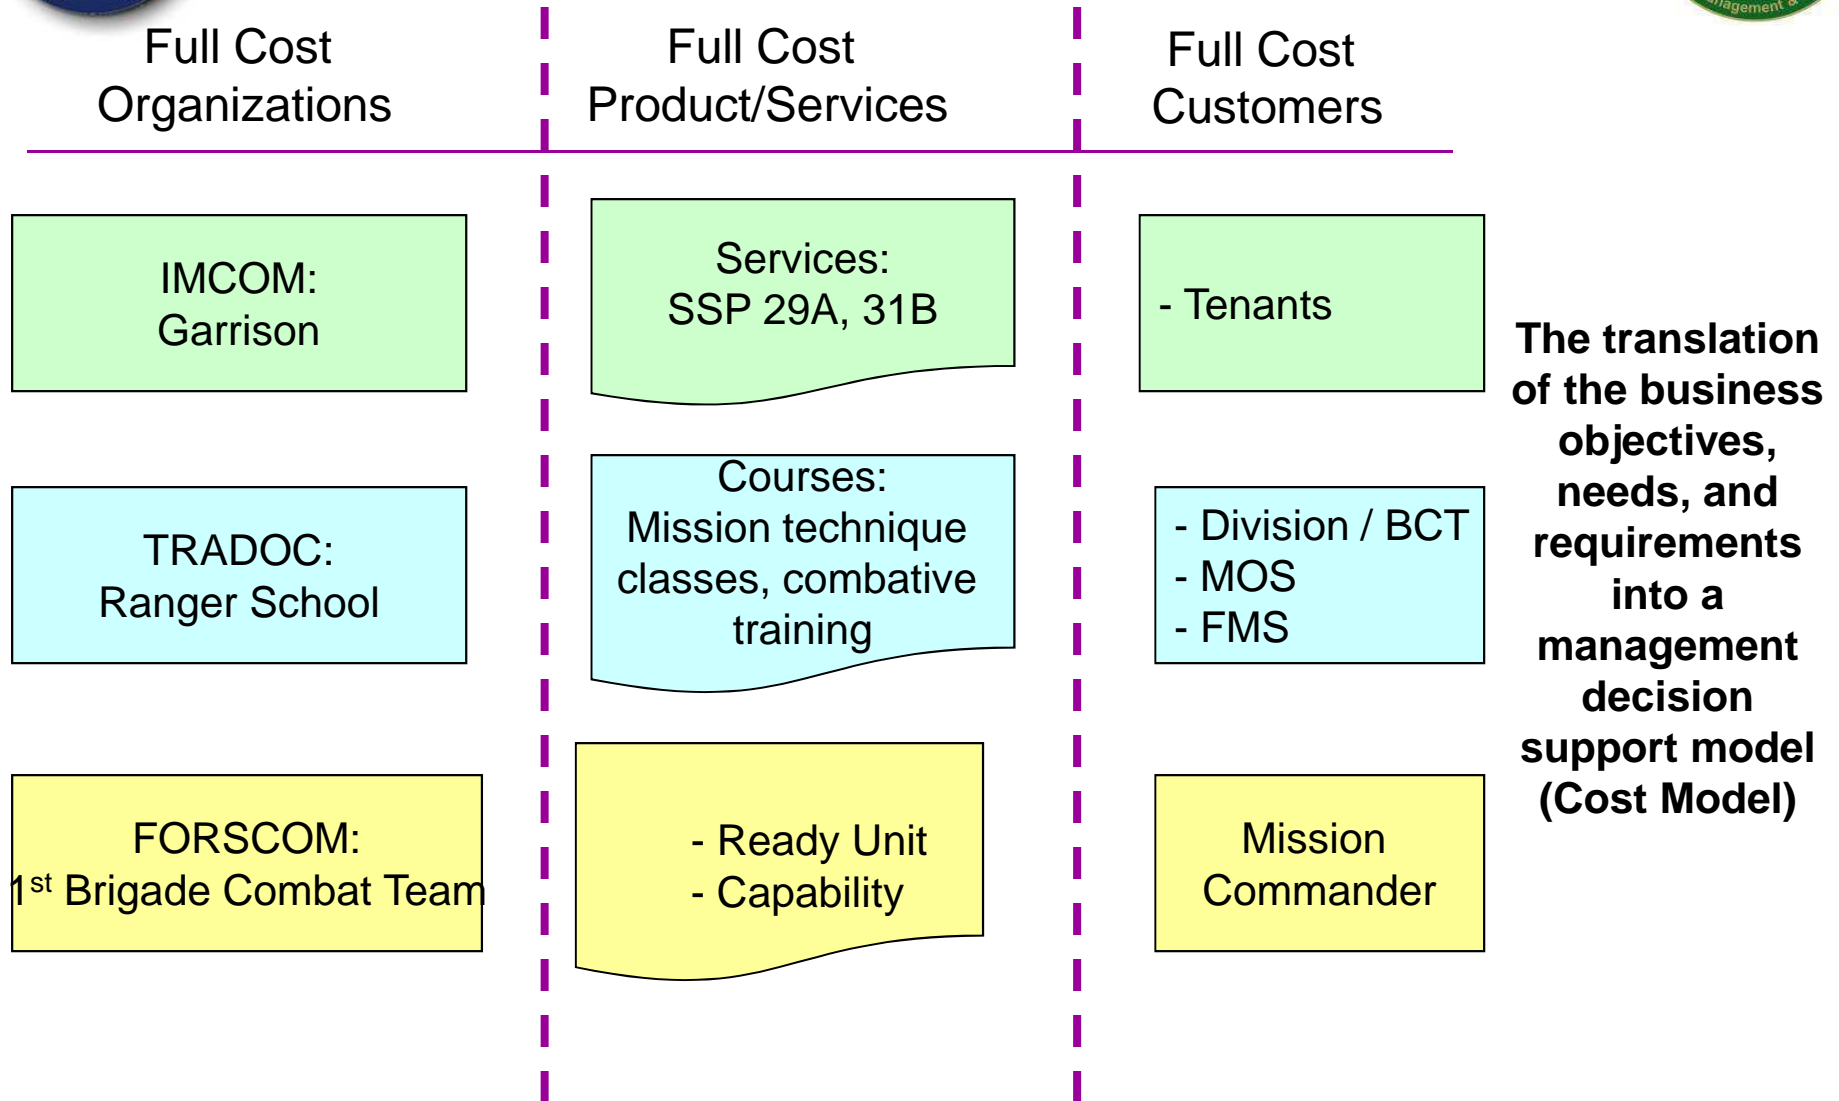 Full Cost
Organizations
Full Cost
Product/Services
Full Cost
Customers
IMCOM:
Garrison
Services:
SSP 29A, 31B
- Tenants
TRADOC:
Ranger School
Courses:
Mission technique
classes, combative
training
- Division / BCT
- MOS
- FMS
FORSCOM:
1st Brigade Combat Team
- Ready Unit
- Capability
Mission
Commander
The translation
of the business
objectives,
needs, and
requirements
into a
management
decision
support model
(Cost Model)